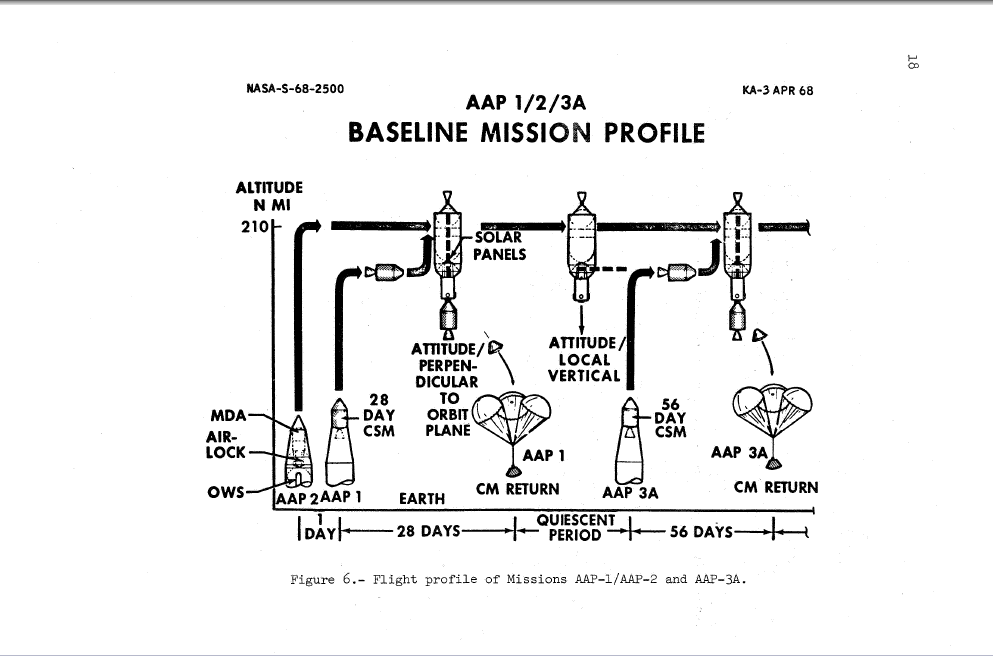 18
NASA-S-68-2500
KA-3 APR 68
AAP 1/2/3A
BASELINE MISSION PROFILE
ALTITUDE
N MI
210
SOLAR
PANELS
ATTITUDE/
PERPEN-
DICULAR
TO
ORBIT
PLANE
ATTITUDE/
LOCAL
VERTICAL
MDA
AIR-
LOCK
OWS
28
DAY
CSM
56
DAY
CSM
AAP 2
AAP 1
EARTH
AAP 1
CM RETURN
AAP 3A
AAP 3A
CM RETURN
1
DAY
28 DAYS
QUIESCENT
PERIOD
56 DAYS
Figure 6.- Flight profile of Missions AAP-1/AAP-2 and AAP-3A.